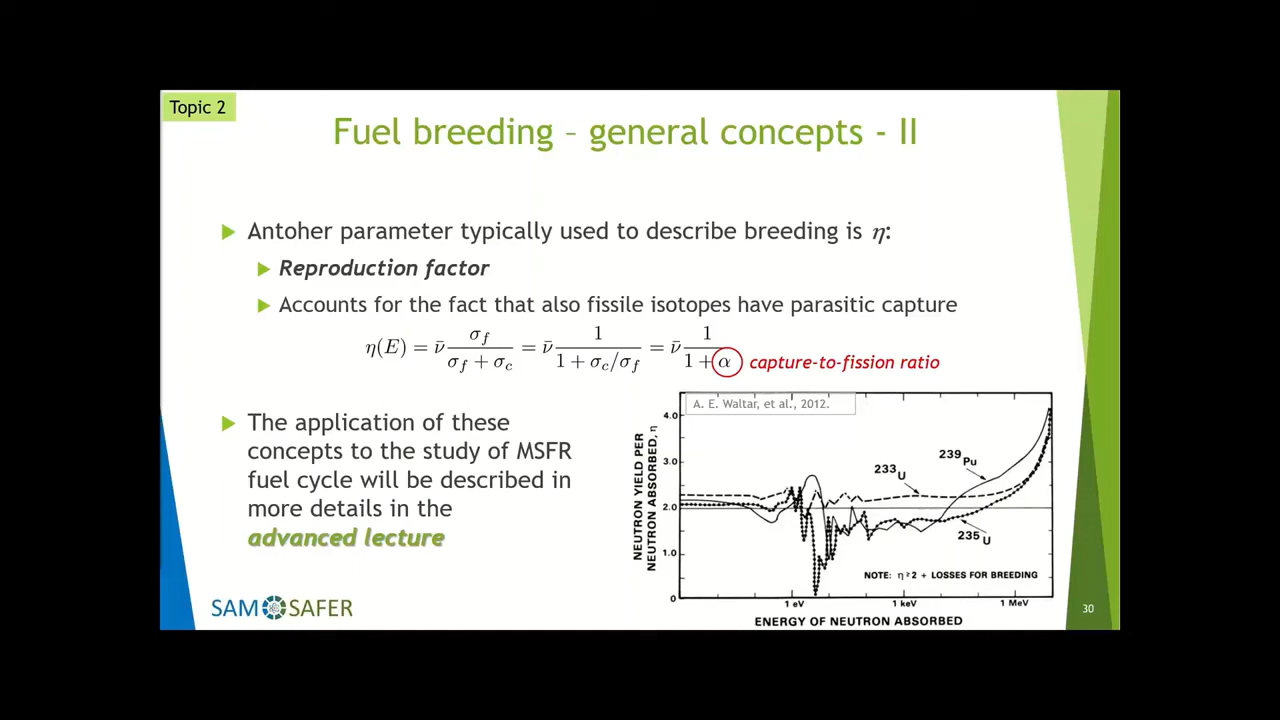 Topic 2
Fuel breeding – general concepts - II
Antoher parameter typically used to describe breeding is η:
Reproduction factor
Accounts for the fact that also fissile isotopes have parasitic capture
η(E) = ν̄ σf / (σf + σc) = ν̄ 1 / (1 + σc/σf) = ν̄ 1 / (1 + α)
capture-to-fission ratio
The application of these
concepts to the study of MSFR
fuel cycle will be described in
more details in the
advanced lecture
A. E. Waltar, et al., 2012.
NEUTRON YIELD PER
NEUTRON ABSORBED, η
4.0
3.0
2.0
1.0
0
233U
239Pu
235U
NOTE: η ≥ 2 + LOSSES FOR BREEDING
1 eV
1 keV
1 MeV
ENERGY OF NEUTRON ABSORBED
SAM SAFER
30